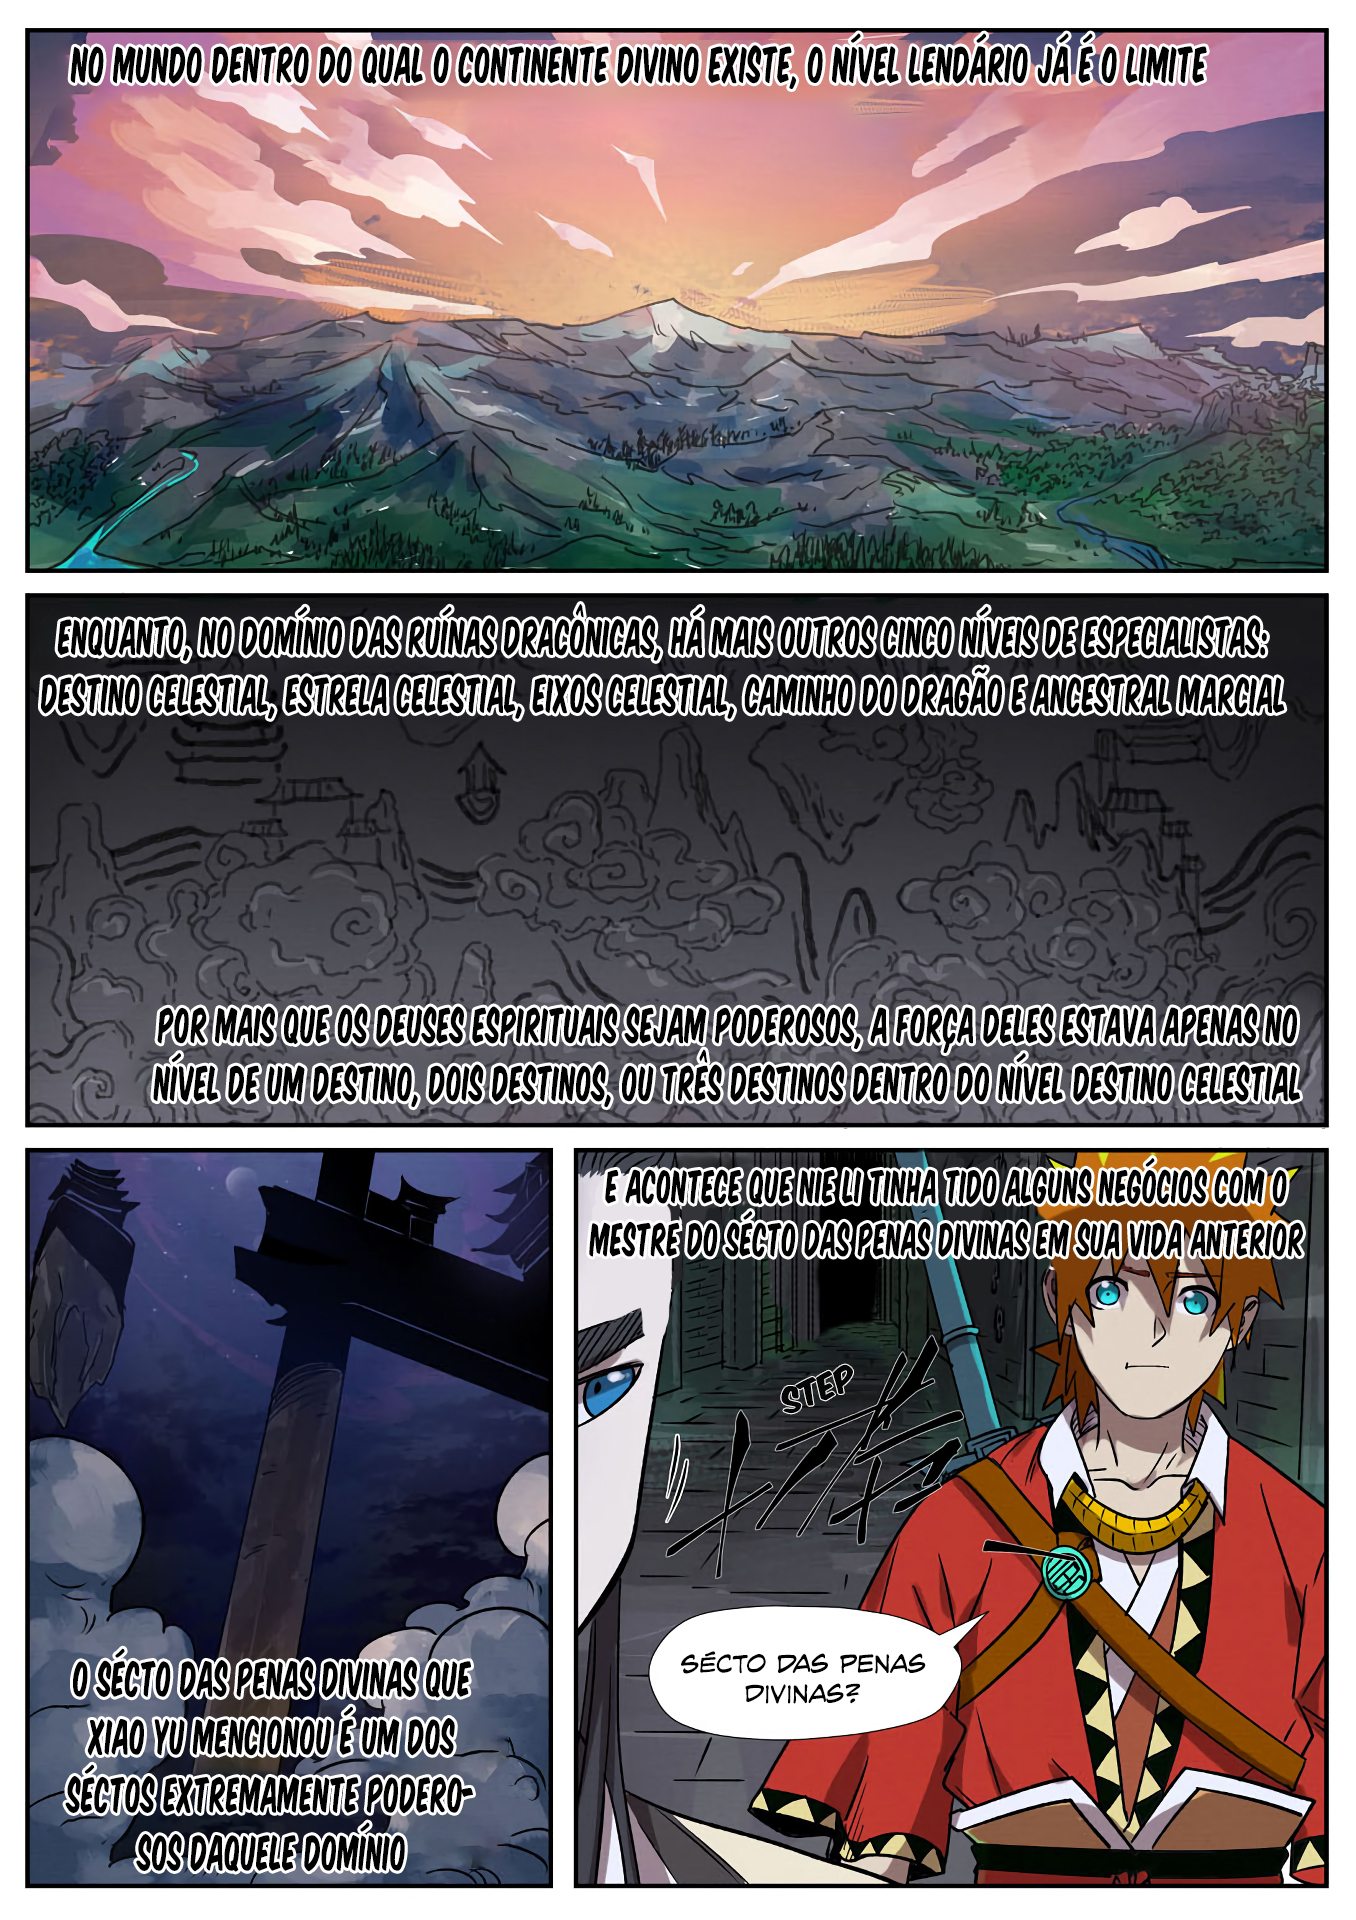 NO MUNDO DENTRO DO QUAL O CONTINENTE DIVINO EXISTE, O NÍVEL LENDÁRIO JÁ É O LIMITE
ENQUANTO, NO DOMÍNIO DAS RUÍNAS DRACÔNICAS, HÁ MAIS OUTROS CINCO NÍVEIS DE ESPECIALISTAS:
DESTINO CELESTIAL, ESTRELA CELESTIAL, EIXOS CELESTIAL, CAMINHO DO DRAGÃO E ANCESTRAL MARCIAL
POR MAIS QUE OS DEUSES ESPIRITUAIS SEJAM PODEROSOS, A FORÇA DELES ESTAVA APENAS NO
NÍVEL DE UM DESTINO, DOIS DESTINOS, OU TRÊS DESTINOS DENTRO DO NÍVEL DESTINO CELESTIAL
O SÉCTO DAS PENAS DIVINAS QUE
XIAO YU MENCIONOU É UM DOS
SÉCTOS EXTREMAMENTE PODERO-
SOS DAQUELE DOMÍNIO
E ACONTECE QUE NIE LI TINHA TIDO ALGUNS NEGÓCIOS COM O
MESTRE DO SÉCTO DAS PENAS DIVINAS EM SUA VIDA ANTERIOR
STEP
SÉCTO DAS PENAS
DIVINAS?